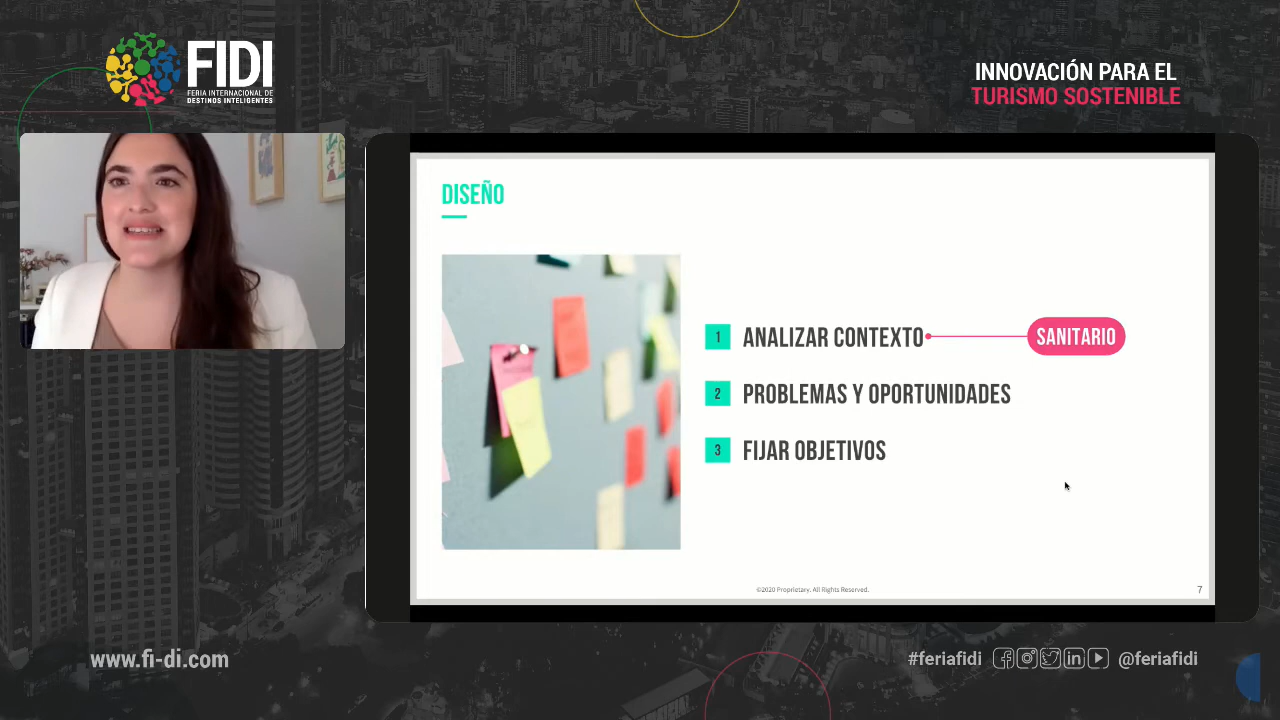 FIDI
FERIA INTERNACIONAL DE
DESTINOS INTELIGENTES
INNOVACIÓN PARA EL
TURISMO SOSTENIBLE
DISEÑO
1 ANALIZAR CONTEXTO SANITARIO
2 PROBLEMAS Y OPORTUNIDADES
3 FIJAR OBJETIVOS
©2020 Proprietary. All Rights Reserved.
7
www.fi-di.com
#feriafidi @feriafidi